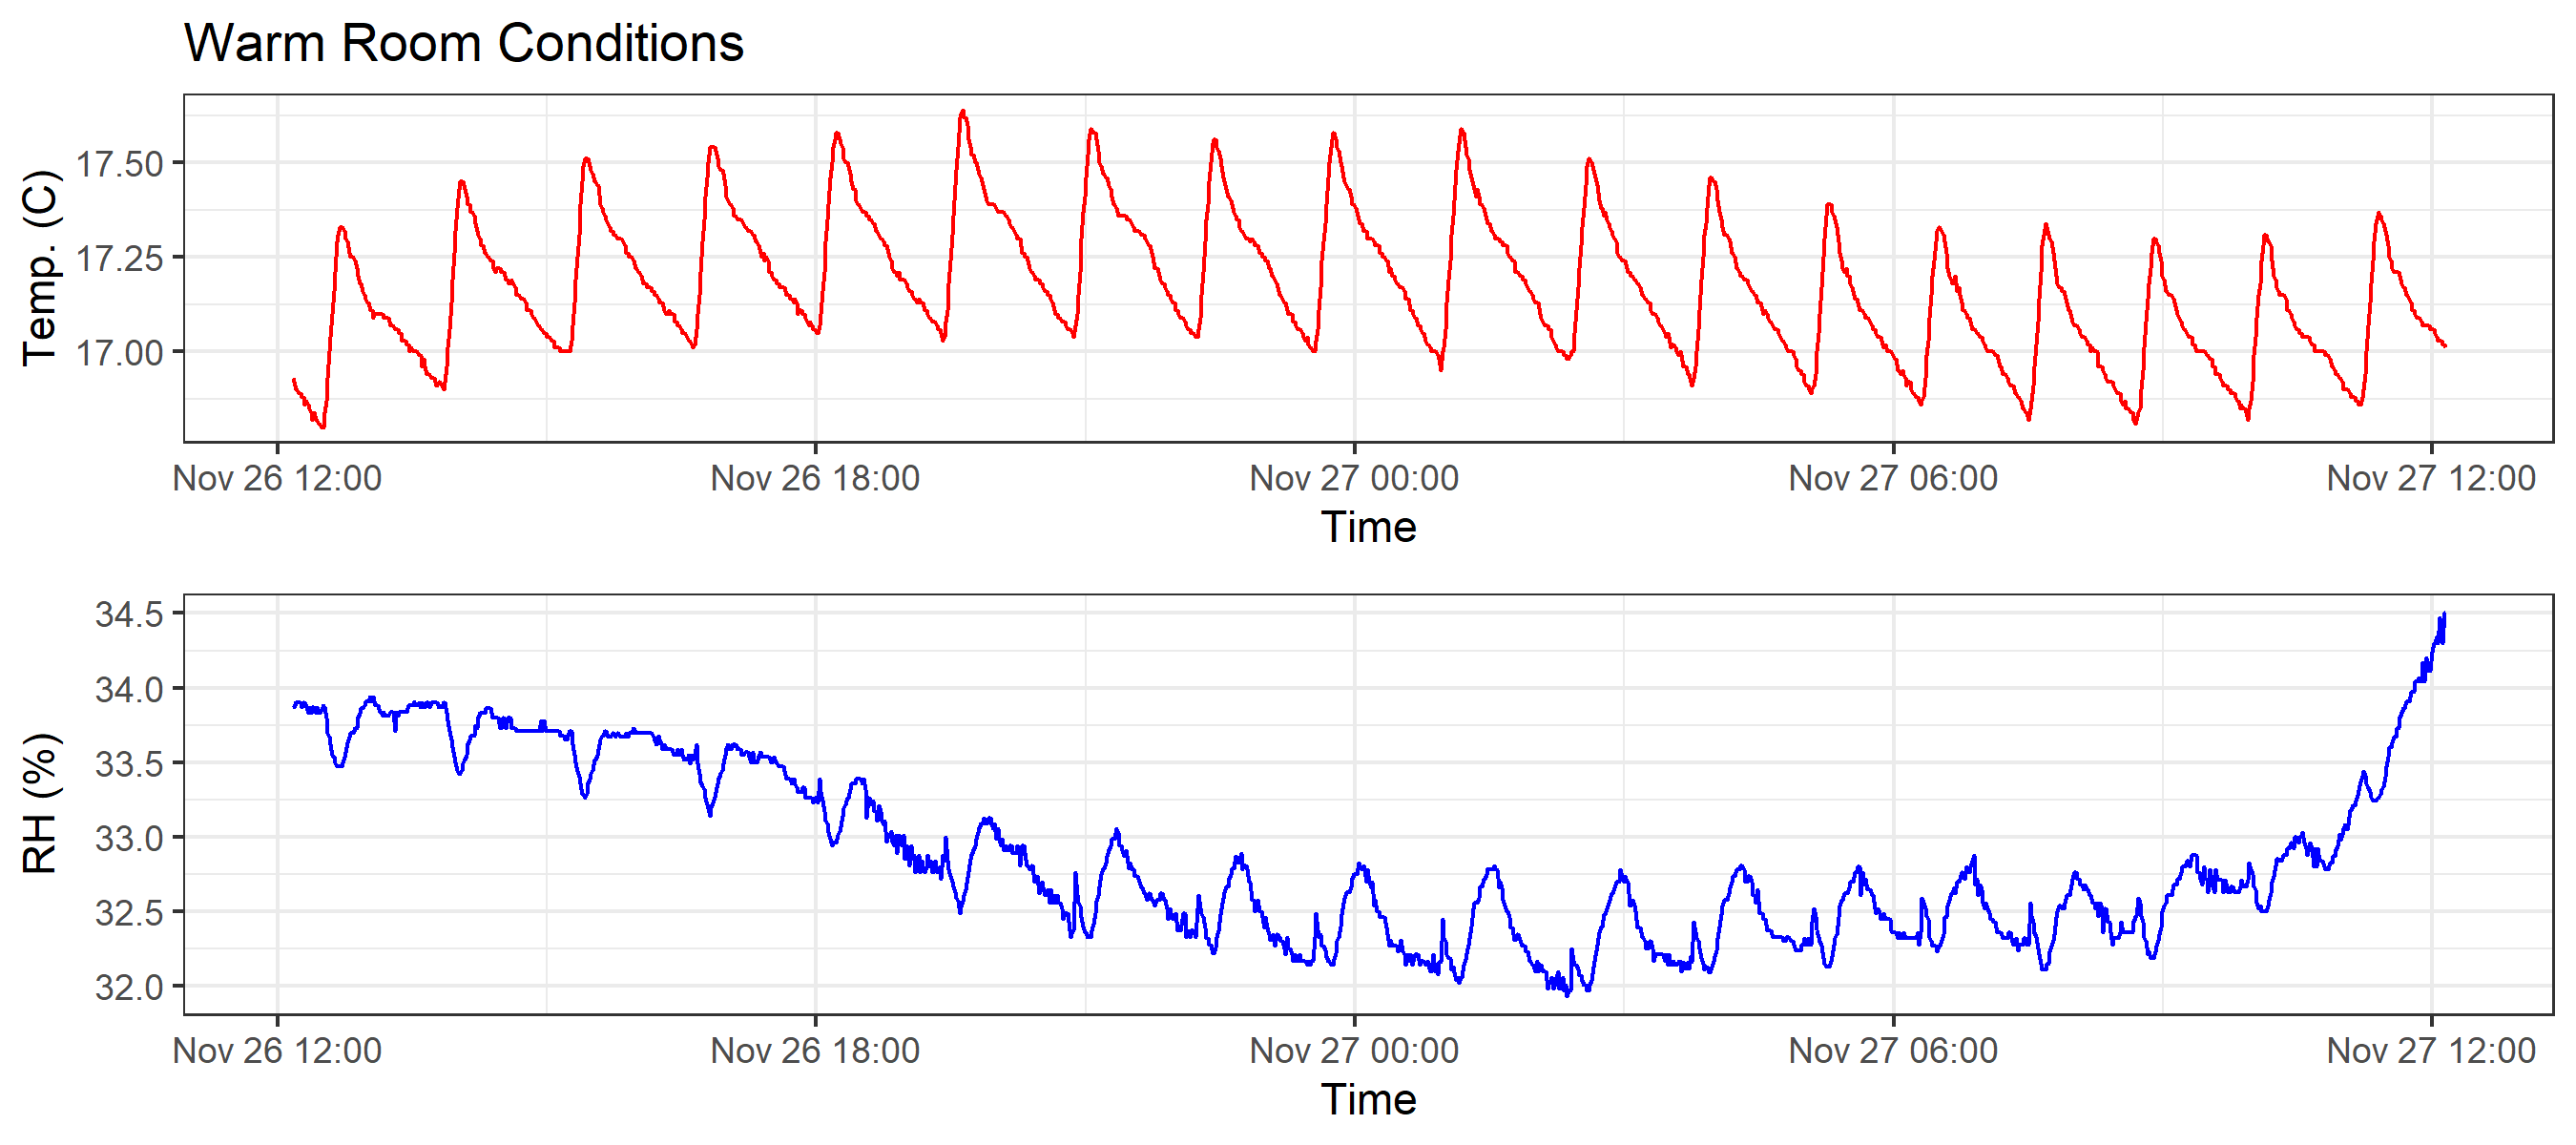 Warm Room Conditions
Temp. (C)
17.50
17.25
17.00
Nov 26 12:00 Nov 26 18:00 Nov 27 00:00 Nov 27 06:00 Nov 27 12:00
Time
RH (%)
34.5
34.0
33.5
33.0
32.5
32.0
Nov 26 12:00 Nov 26 18:00 Nov 27 00:00 Nov 27 06:00 Nov 27 12:00
Time